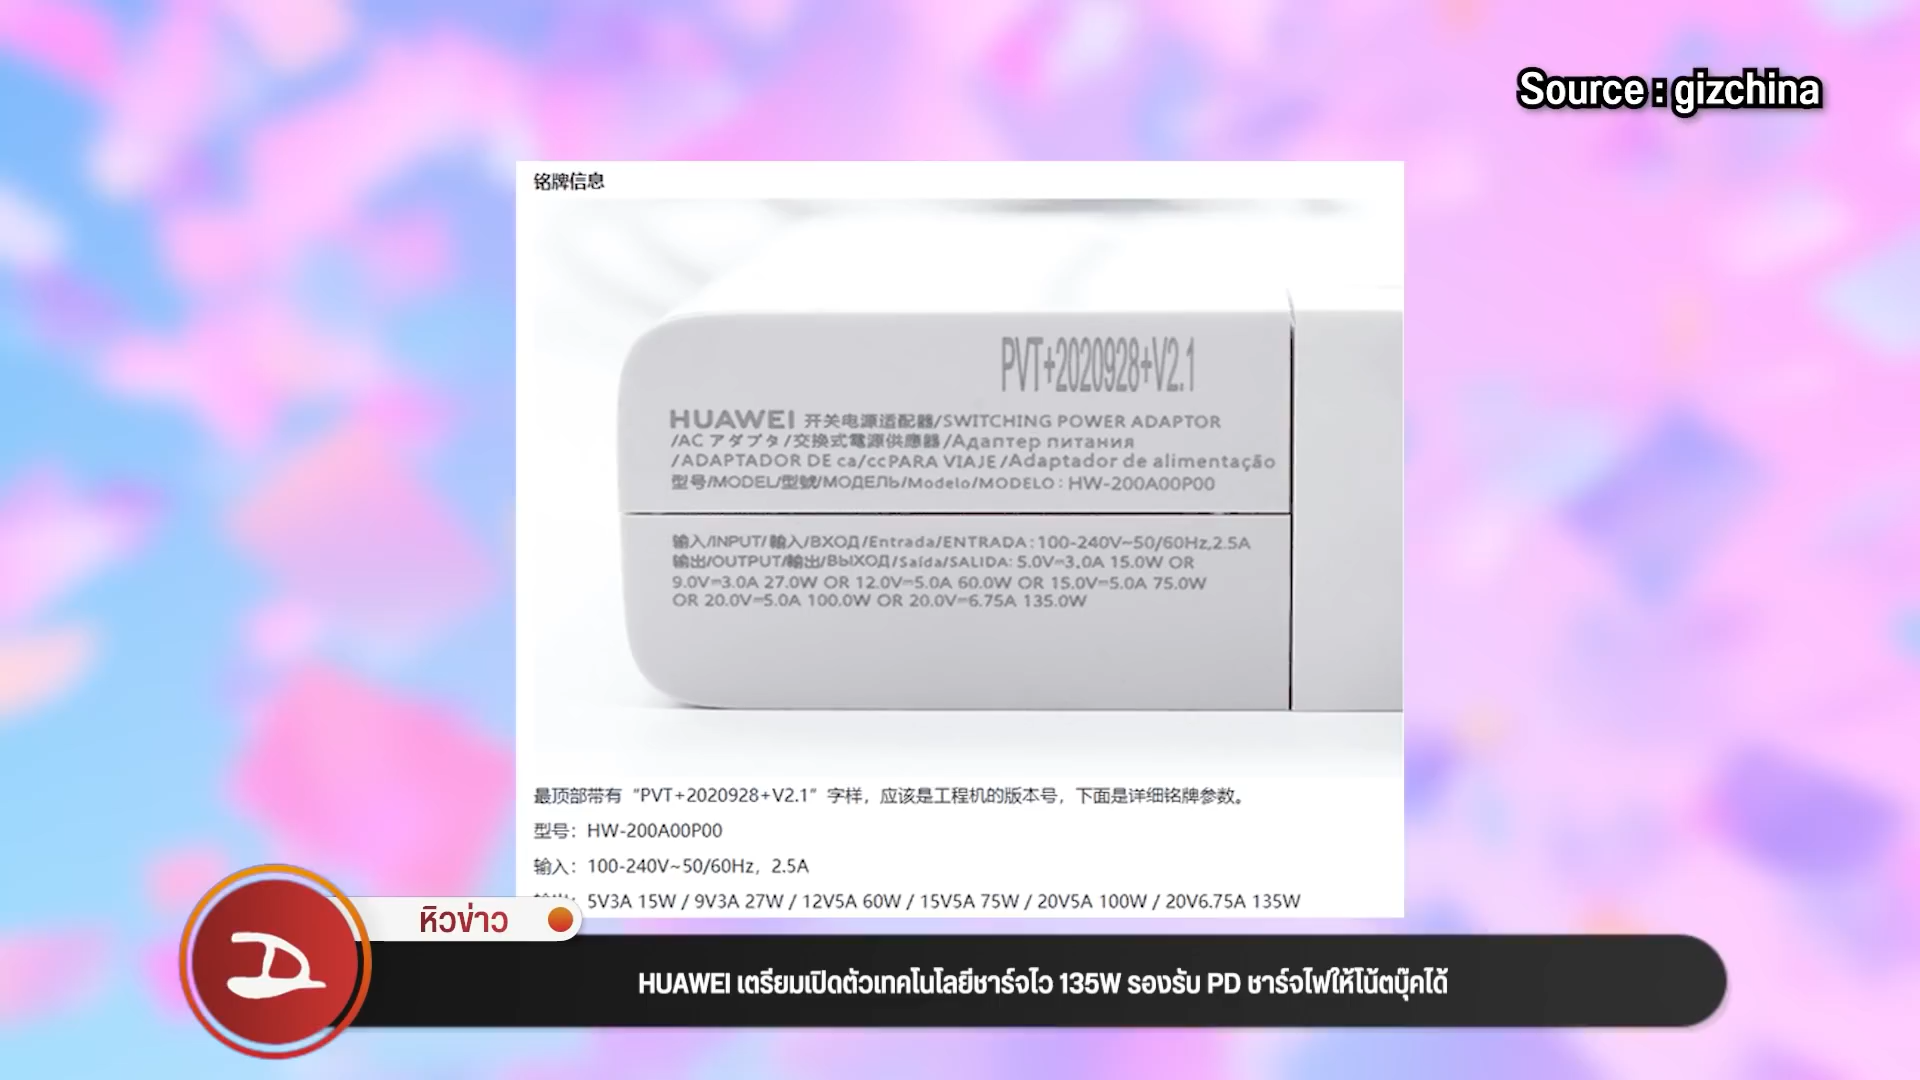 Source : gizchina
铭牌信息
PVT+2020928+V2.1
HUAWEI 开关电源适配器/SWITCHING POWER ADAPTOR
/AC アダプタ/交換式電源供應器/Адаптер питания
/ADAPTADOR DE ca/ccPARA VIAJE/Adaptador de alimentação
型号/MODEL/型號/МОДЕЛЬ/Modelo/MODELO: HW-200A00P00
输入/INPUT/輸入/ВХОД/Entrada/ENTRADA: 100-240V~50/60Hz,2.5A
输出/OUTPUT/輸出/ВЫХОД/Saída/SALIDA: 5.0V⎓3.0A 15.0W OR
9.0V⎓3.0A 27.0W OR 12.0V⎓5.0A 60.0W OR 15.0V⎓5.0A 75.0W
OR 20.0V⎓5.0A 100.0W OR 20.0V⎓6.75A 135.0W
最顶部带有“PVT+2020928+V2.1”字样，应该是工程机的版本号，下面是详细铭牌参数。
型号：HW-200A00P00
输入：100-240V~50/60Hz，2.5A
5V3A 15W / 9V3A 27W / 12V5A 60W / 15V5A 75W / 20V5A 100W / 20V6.75A 135W
หิวข่าว
HUAWEI เตรียมเปิดตัวเทคโนโลยีชาร์จไว 135W รองรับ PD ชาร์จไฟให้โน้ตบุ๊คได้